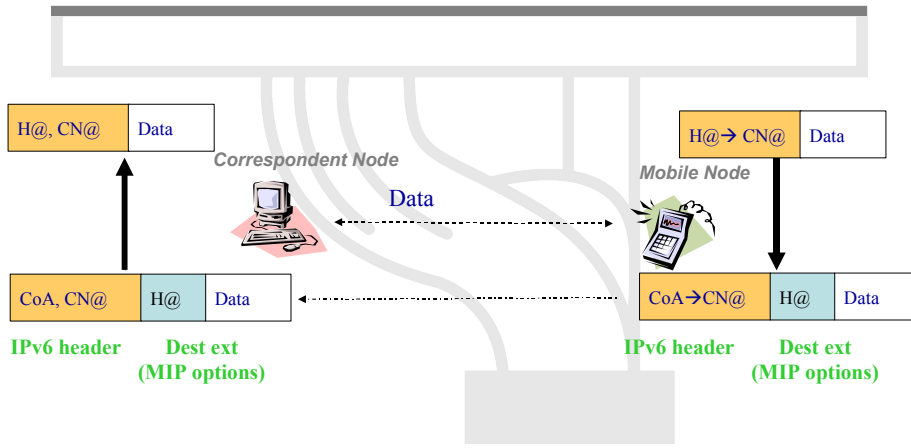 H@, CN@ Data
H@→ CN@ Data
Correspondent Node
Mobile Node
Data
CoA, CN@ H@ Data
CoA→CN@ H@ Data
IPv6 header Dest ext
(MIP options)
IPv6 header Dest ext
(MIP options)